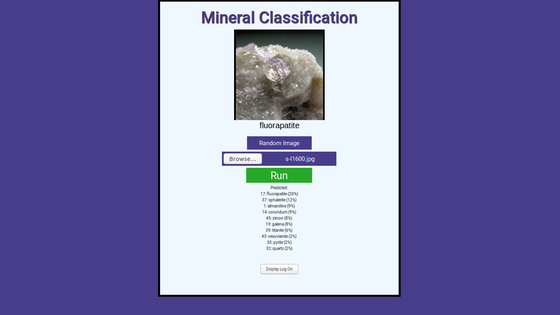 Mineral Classification
fluorapatite
Random Image
Browse... s-l1600.jpg
Run
Predicted:
17: fluorapatite (20%)
37: sphalerite (12%)
1: almandine (9%)
14: corundum (9%)
45: zircon (8%)
19: galena (8%)
39: titanite (6%)
43: vesuvianite (2%)
30: pyrite (2%)
32: quartz (2%)
Display Log On